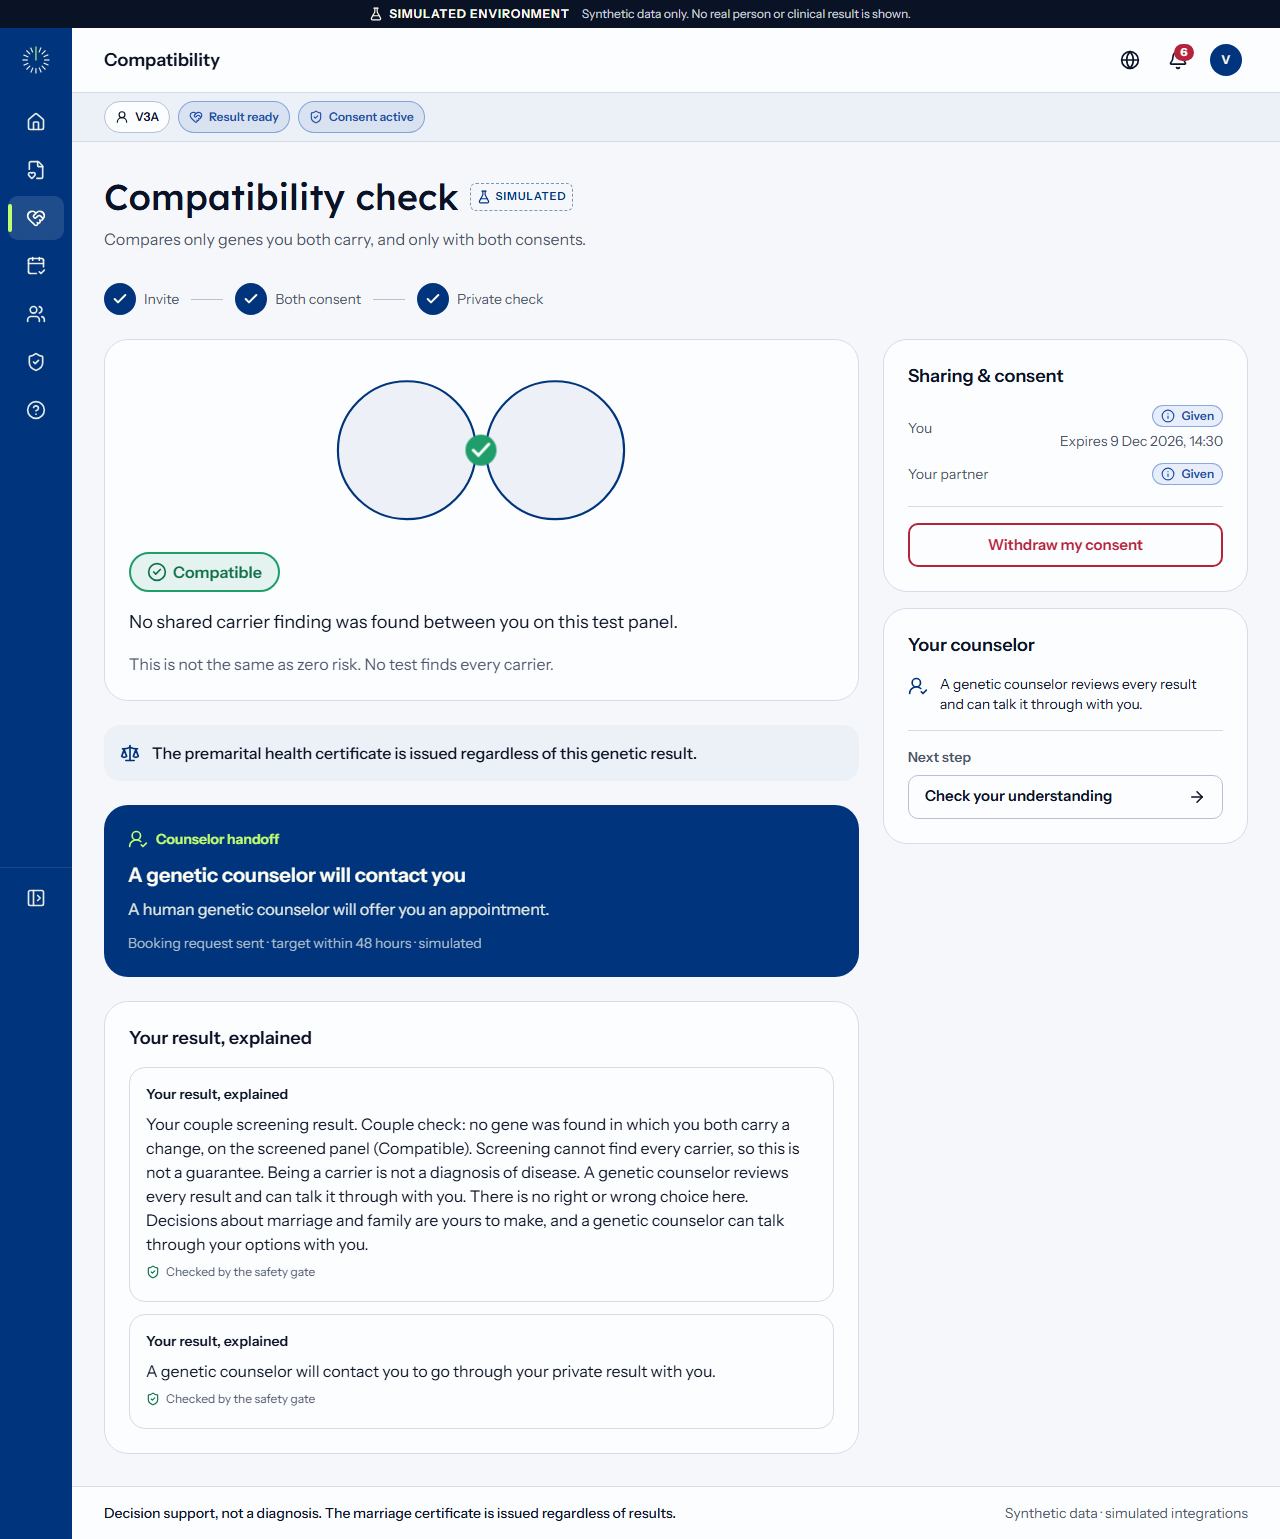 SIMULATED ENVIRONMENT Synthetic data only. No real person or clinical result is shown.
Compatibility
6
V
V3A
Result ready
Consent active
Compatibility check
SIMULATED
Compares only genes you both carry, and only with both consents.
Invite
Both consent
Private check
Compatible
No shared carrier finding was found between you on this test panel.
This is not the same as zero risk. No test finds every carrier.
Sharing & consent
You
Given
Expires 9 Dec 2026, 14:30
Your partner
Given
Withdraw my consent
Your counselor
A genetic counselor reviews every result
and can talk it through with you.
Next step
Check your understanding
The premarital health certificate is issued regardless of this genetic result.
Counselor handoff
A genetic counselor will contact you
A human genetic counselor will offer you an appointment.
Booking request sent · target within 48 hours · simulated
Your result, explained
Your result, explained
Your couple screening result. Couple check: no gene was found in which you both carry a
change, on the screened panel (Compatible). Screening cannot find every carrier, so this is
not a guarantee. Being a carrier is not a diagnosis of disease. A genetic counselor reviews
every result and can talk it through with you. There is no right or wrong choice here.
Decisions about marriage and family are yours to make, and a genetic counselor can talk
through your options with you.
Checked by the safety gate
Your result, explained
A genetic counselor will contact you to go through your private result with you.
Checked by the safety gate
Decision support, not a diagnosis. The marriage certificate is issued regardless of results.
Synthetic data · simulated integrations